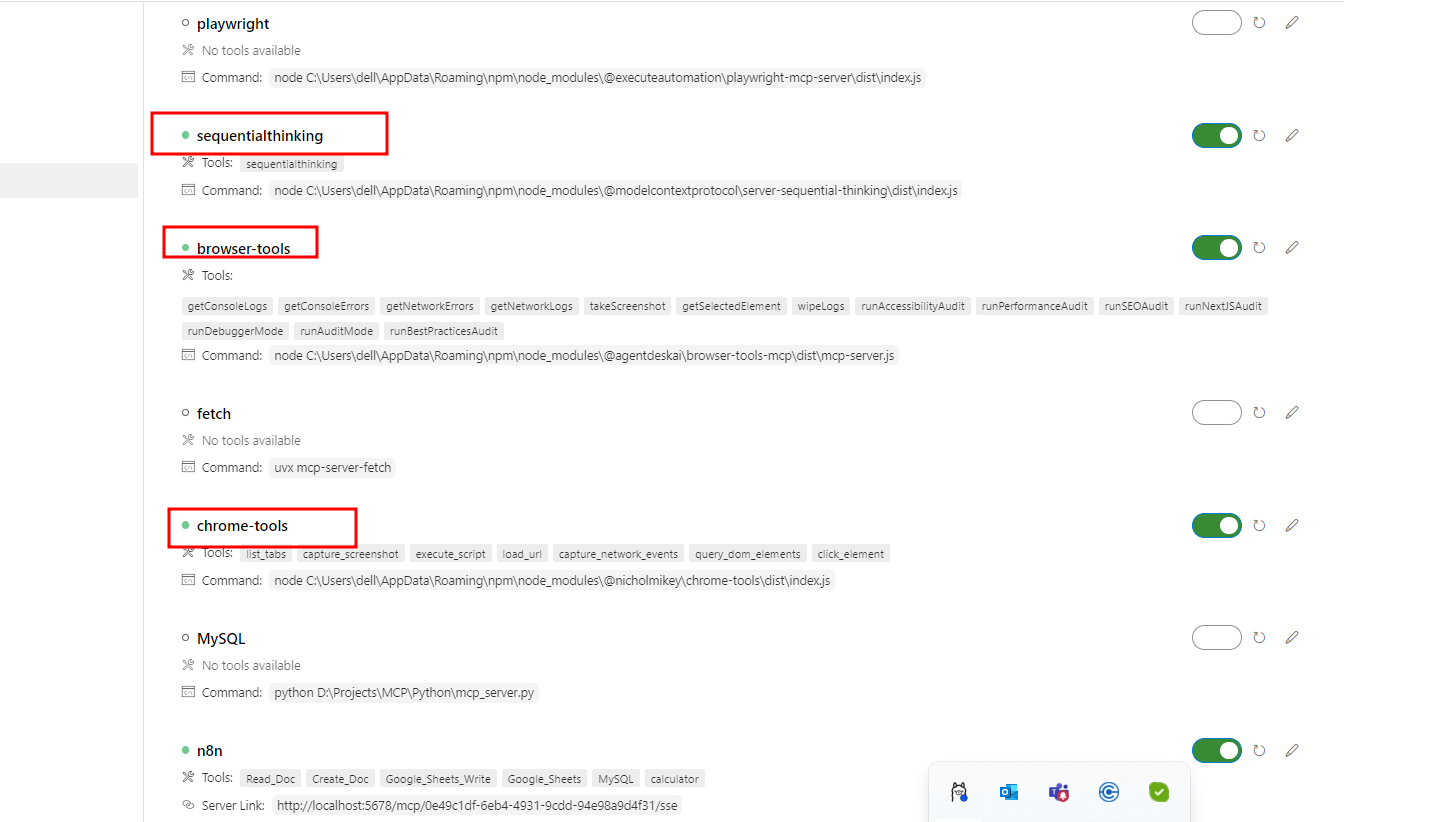 playwright
No tools available
Command: node C:\Users\dell\AppData\Roaming\npm\node_modules\@executeautomation\playwright-mcp-server\dist\index.js
sequentialthinking
Tools: sequentialthinking
Command: node C:\Users\dell\AppData\Roaming\npm\node_modules\@modelcontextprotocol\server-sequential-thinking\dist\index.js
browser-tools
Tools:
getConsoleLogs getConsoleErrors getNetworkErrors getNetworkLogs takeScreenshot getSelectedElement wipeLogs runAccessibilityAudit runPerformanceAudit runSEOAudit runNextJSAudit
runDebuggerMode runAuditMode runBestPracticesAudit
Command: node C:\Users\dell\AppData\Roaming\npm\node_modules\@agentdeskai\browser-tools-mcp\dist\mcp-server.js
fetch
No tools available
Command: uvx mcp-server-fetch
chrome-tools
Tools: list_tabs capture_screenshot execute_script load_url capture_network_events query_dom_elements click_element
Command: node C:\Users\dell\AppData\Roaming\npm\node_modules\@nicholmikey\chrome-tools\dist\index.js
MySQL
No tools available
Command: python D:\Projects\MCP\Python\mcp_server.py
n8n
Tools: Read_Doc Create_Doc Google_Sheets_Write Google_Sheets MySQL calculator
Server Link: http://localhost:5678/mcp/0e49c1df-6eb4-4931-9cdd-94e98a9d4f31/sse